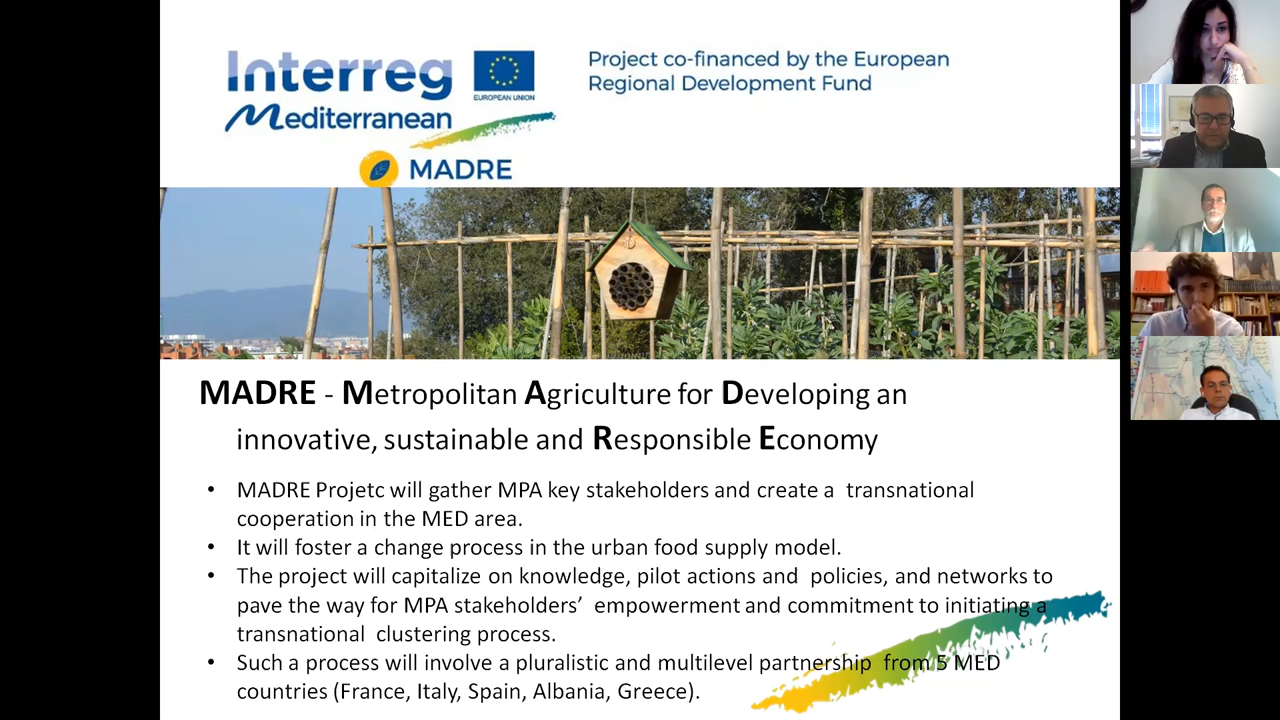 Interreg
EUROPEAN UNION
Mediterranean
MADRE
Project co-financed by the European
Regional Development Fund
MADRE - Metropolitan Agriculture for Developing an
innovative, sustainable and Responsible Economy
• MADRE Projetc will gather MPA key stakeholders and create a transnational
cooperation in the MED area.
• It will foster a change process in the urban food supply model.
• The project will capitalize on knowledge, pilot actions and policies, and networks to
pave the way for MPA stakeholders’ empowerment and commitment to initiating a
transnational clustering process.
• Such a process will involve a pluralistic and multilevel partnership from 5 MED
countries (France, Italy, Spain, Albania, Greece).